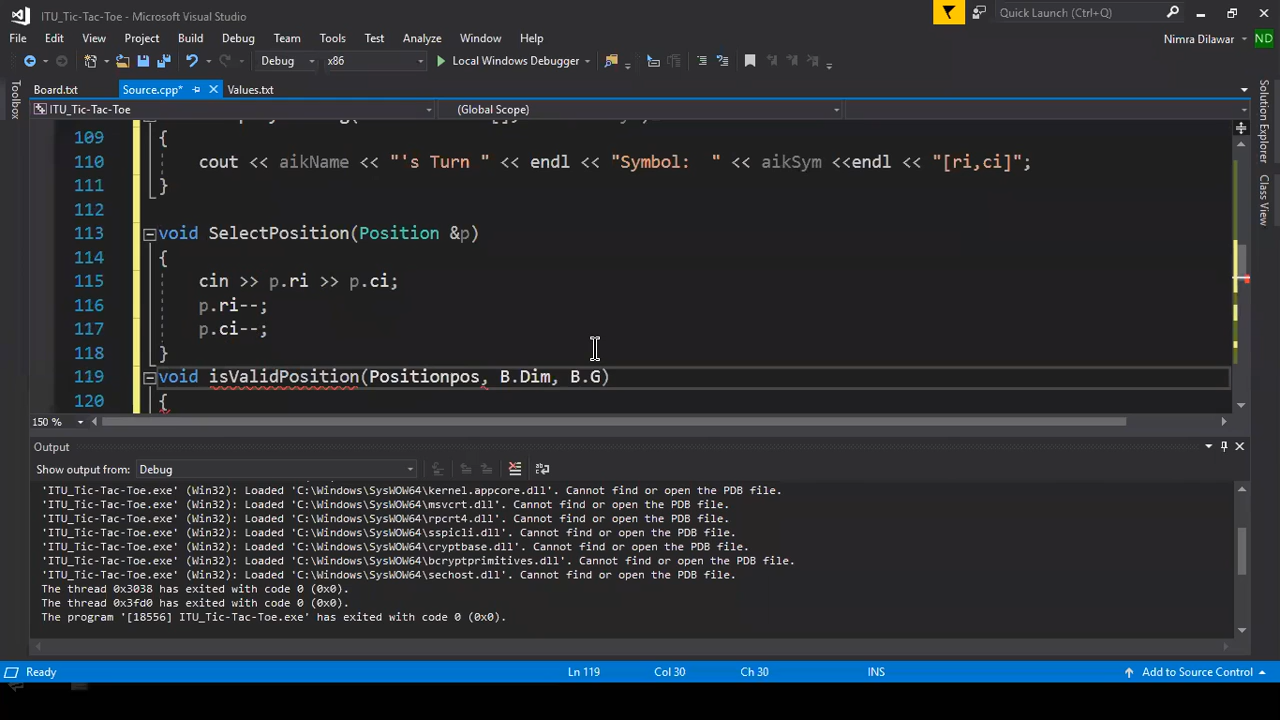 ITU_Tic-Tac-Toe - Microsoft Visual Studio
Quick Launch (Ctrl+Q)
File Edit View Project Build Debug Team Tools Test Analyze Window Help
Nimra Dilawar ND
Debug x86 Local Windows Debugger
Toolbox
Board.txt Source.cpp* Values.txt
ITU_Tic-Tac-Toe (Global Scope)
Solution Explorer
Class View
109 {
110 cout << aikName << "'s Turn " << endl << "Symbol:  " << aikSym <<endl << "[ri,ci]";
111 }
112
113 void SelectPosition(Position &p)
114 {
115 cin >> p.ri >> p.ci;
116 p.ri--;
117 p.ci--;
118 }
119 void isValidPosition(Positionpos, B.Dim, B.G)
120 {
150 %
Output
Show output from: Debug
'ITU_Tic-Tac-Toe.exe' (Win32): Loaded 'C:\Windows\SysWOW64\kernel.appcore.dll'. Cannot find or open the PDB file.
'ITU_Tic-Tac-Toe.exe' (Win32): Loaded 'C:\Windows\SysWOW64\msvcrt.dll'. Cannot find or open the PDB file.
'ITU_Tic-Tac-Toe.exe' (Win32): Loaded 'C:\Windows\SysWOW64\rpcrt4.dll'. Cannot find or open the PDB file.
'ITU_Tic-Tac-Toe.exe' (Win32): Loaded 'C:\Windows\SysWOW64\sspicli.dll'. Cannot find or open the PDB file.
'ITU_Tic-Tac-Toe.exe' (Win32): Loaded 'C:\Windows\SysWOW64\cryptbase.dll'. Cannot find or open the PDB file.
'ITU_Tic-Tac-Toe.exe' (Win32): Loaded 'C:\Windows\SysWOW64\bcryptprimitives.dll'. Cannot find or open the PDB file.
'ITU_Tic-Tac-Toe.exe' (Win32): Loaded 'C:\Windows\SysWOW64\sechost.dll'. Cannot find or open the PDB file.
The thread 0x3038 has exited with code 0 (0x0).
The thread 0x3fd0 has exited with code 0 (0x0).
The program '[18556] ITU_Tic-Tac-Toe.exe' has exited with code 0 (0x0).
Ready Ln 119 Col 30 Ch 30 INS Add to Source Control